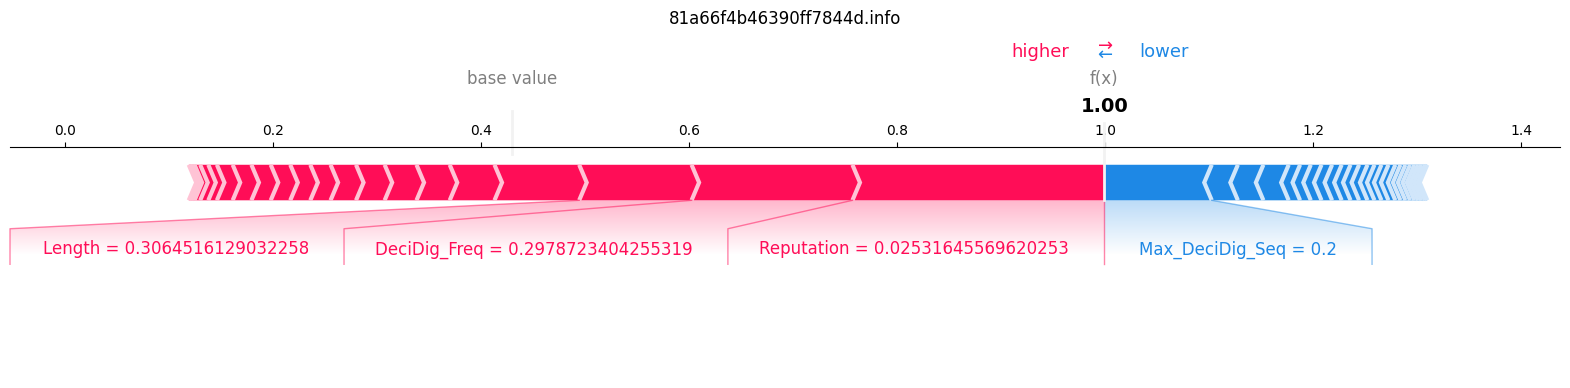 81a66f4b46390ff7844d.info
higher ⇄ lower
base value f(x)
1.00
0.0 0.2 0.4 0.6 0.8 1.0 1.2 1.4
Length = 0.3064516129032258 DeciDig_Freq = 0.2978723404255319 Reputation = 0.02531645569620253 Max_DeciDig_Seq = 0.2